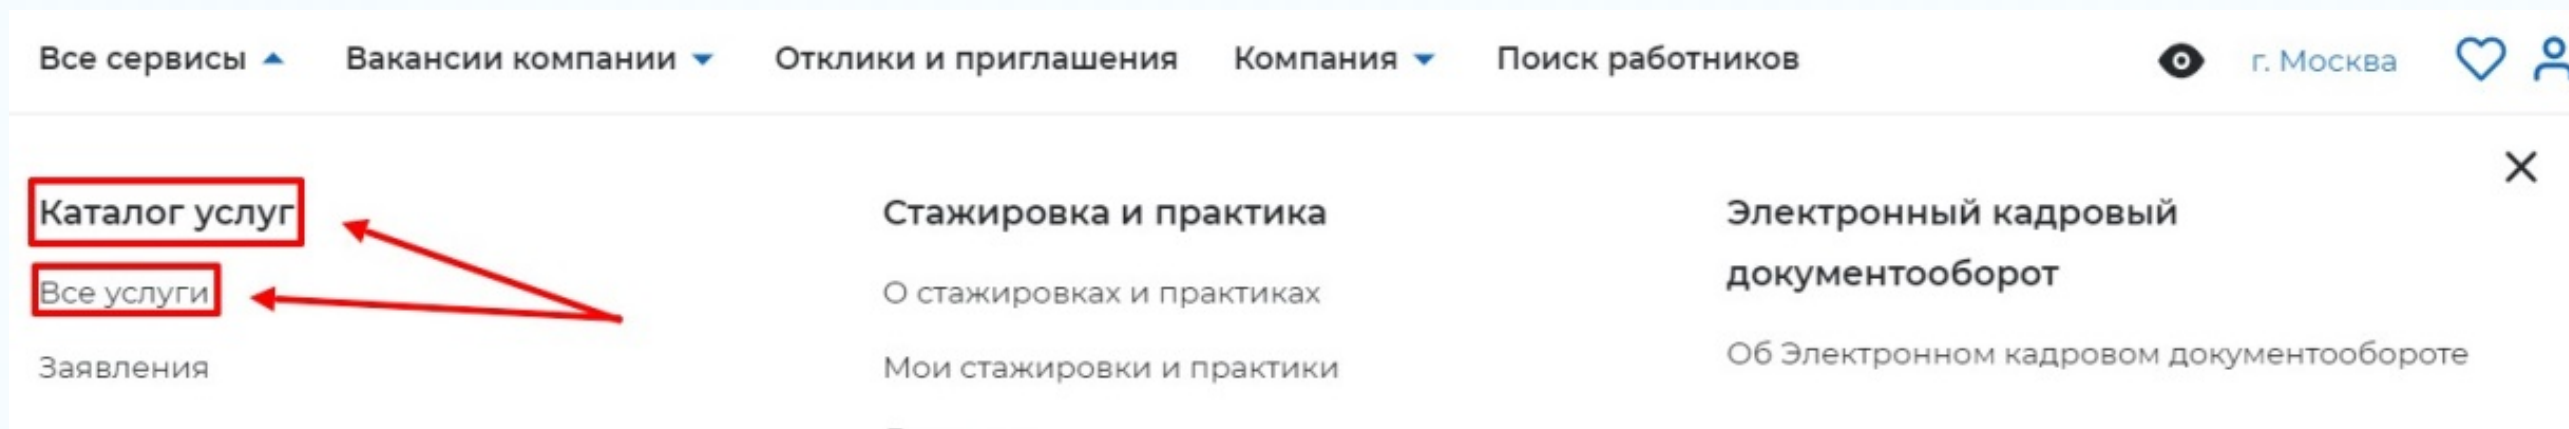 Все сервисы Вакансии компании Отклики и приглашения Компания Поиск работников г. Москва
Каталог услуг
Все услуги
Заявления
Стажировка и практика
О стажировках и практиках
Мои стажировки и практики
Электронный кадровый
документооборот
Об Электронном кадровом документообороте